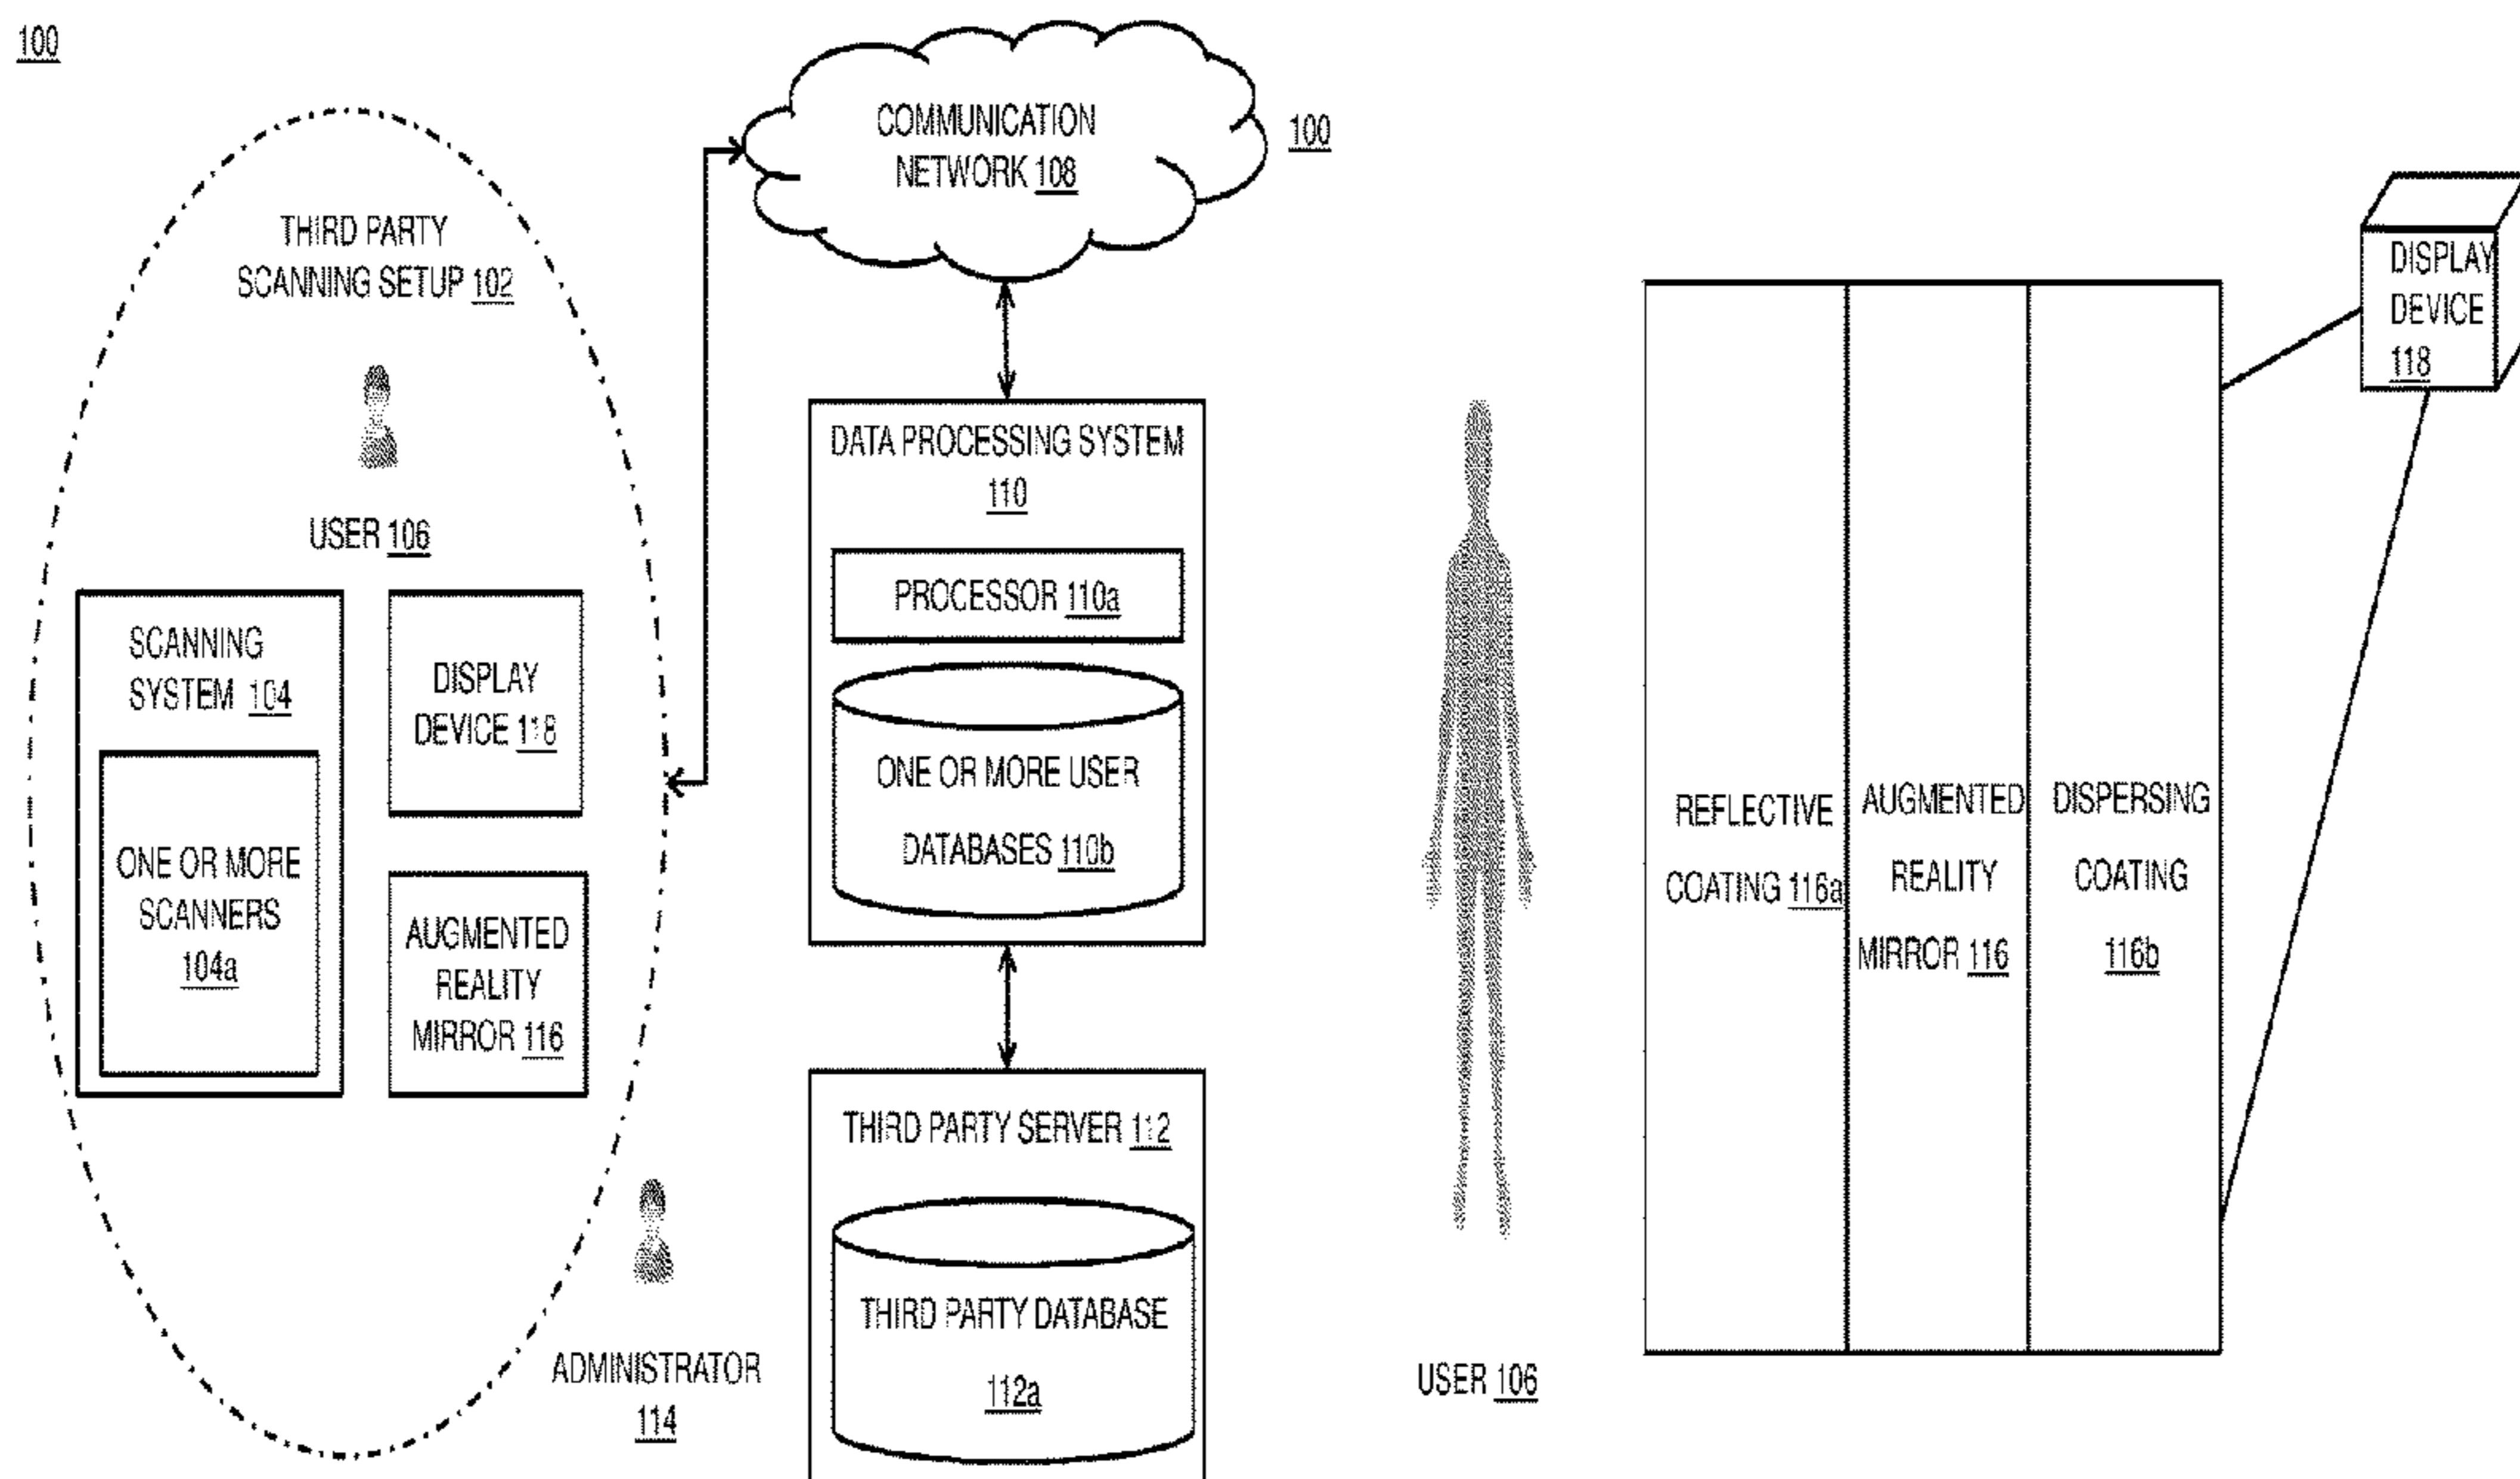 100
THIRD PARTY
SCANNING SETUP 102
USER 106
SCANNING
SYSTEM 104
ONE OR MORE
SCANNERS
104a
DISPLAY
DEVICE 118
AUGMENTED
REALITY
MIRROR 116
ADMINISTRATOR
114
COMMUNICATION
NETWORK 108
100
DATA PROCESSING SYSTEM
110
PROCESSOR 110a
ONE OR MORE USER
DATABASES 110b
THIRD PARTY SERVER 112
THIRD PARTY DATABASE
112a
USER 106
REFLECTIVE
COATING 116a
AUGMENTED
REALITY
MIRROR 116
DISPERSING
COATING
116b
DISPLAY
DEVICE
118